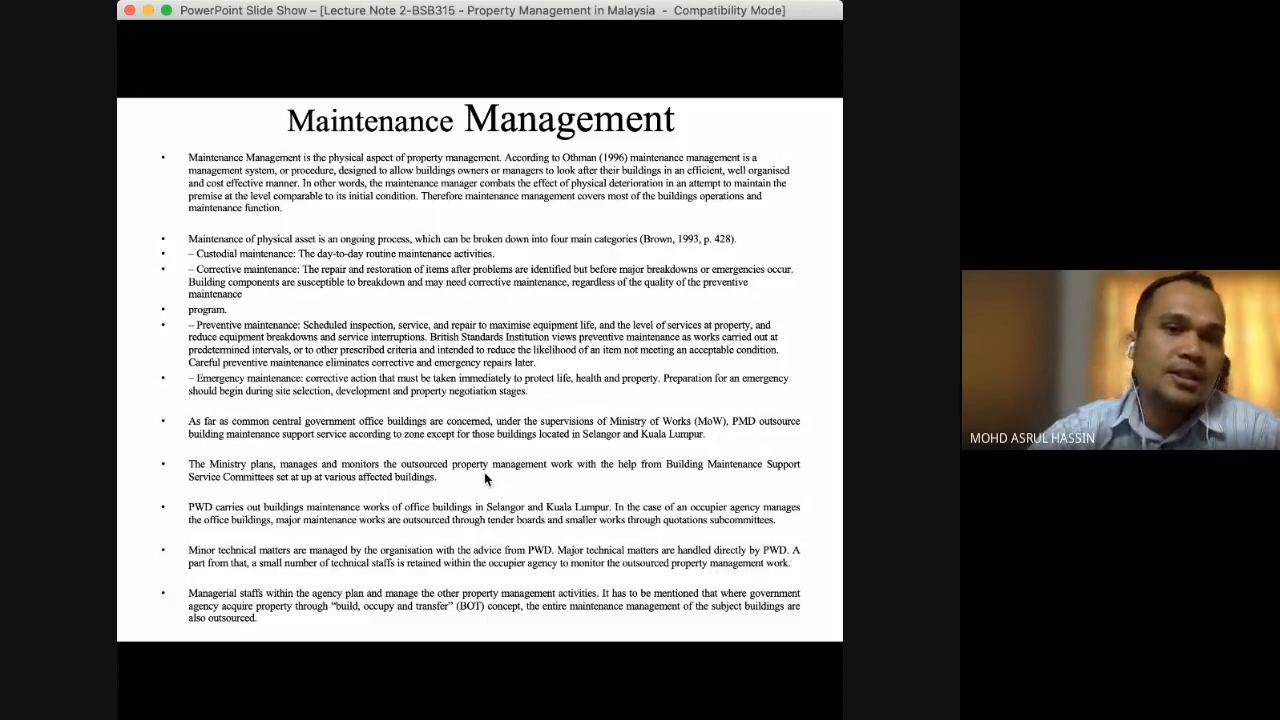 PowerPoint Slide Show – [Lecture Note 2-BSB315 - Property Management in Malaysia - Compatibility Mode]
Maintenance Management
• Maintenance Management is the physical aspect of property management. According to Othman (1996) maintenance management is a
management system, or procedure, designed to allow buildings owners or managers to look after their buildings in an efficient, well organised
and cost effective manner. In other words, the maintenance manager combats the effect of physical deterioration in an attempt to maintain the
premise at the level comparable to its initial condition. Therefore maintenance management covers most of the buildings operations and
maintenance function.
• Maintenance of physical asset is an ongoing process, which can be broken down into four main categories (Brown, 1993, p. 428).
• – Custodial maintenance: The day-to-day routine maintenance activities.
• – Corrective maintenance: The repair and restoration of items after problems are identified but before major breakdowns or emergencies occur.
Building components are susceptible to breakdown and may need corrective maintenance, regardless of the quality of the preventive
maintenance
• program.
• – Preventive maintenance: Scheduled inspection, service, and repair to maximise equipment life, and the level of services at property, and
reduce equipment breakdowns and service interruptions. British Standards Institution views preventive maintenance as works carried out at
predetermined intervals, or to other prescribed criteria and intended to reduce the likelihood of an item not meeting an acceptable condition.
Careful preventive maintenance eliminates corrective and emergency repairs later.
• – Emergency maintenance: corrective action that must be taken immediately to protect life, health and property. Preparation for an emergency
should begin during site selection, development and property negotiation stages.
• As far as common central government office buildings are concerned, under the supervisions of Ministry of Works (MoW), PMD outsource
building maintenance support service according to zone except for those buildings located in Selangor and Kuala Lumpur.
• The Ministry plans, manages and monitors the outsourced property management work with the help from Building Maintenance Support
Service Committees set at up at various affected buildings.
• PWD carries out buildings maintenance works of office buildings in Selangor and Kuala Lumpur. In the case of an occupier agency manages
the office buildings, major maintenance works are outsourced through tender boards and smaller works through quotations subcommittees.
• Minor technical matters are managed by the organisation with the advice from PWD. Major technical matters are handled directly by PWD. A
part from that, a small number of technical staffs is retained within the occupier agency to monitor the outsourced property management work.
• Managerial staffs within the agency plan and manage the other property management activities. It has to be mentioned that where government
agency acquire property through “build, occupy and transfer” (BOT) concept, the entire maintenance management of the subject buildings are
also outsourced.
MOHD ASRUL HASSIN